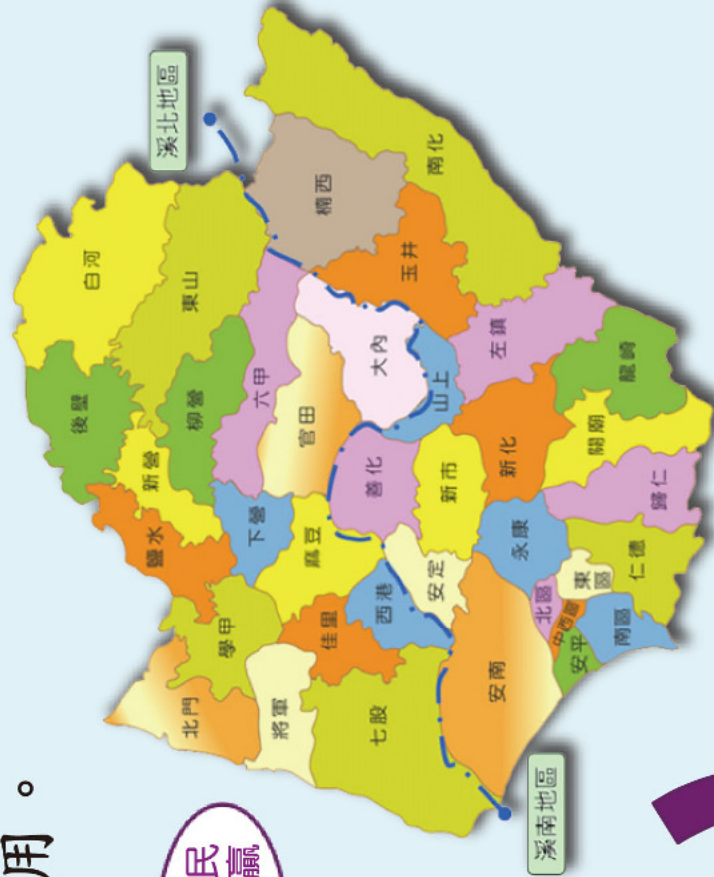 用。
民
贏
溪北地區
白河
後壁
東山
新營
柳營
鹽水
六甲
楠西
南化
下營
官田
大內
玉井
學甲
麻豆
北門
佳里
善化
山上
左鎮
將軍
西港
安定
新市
新化
龍崎
七股
關廟
永康
歸仁
安南
北區
中西區
東
區
仁德
安平
南區
溪南地區